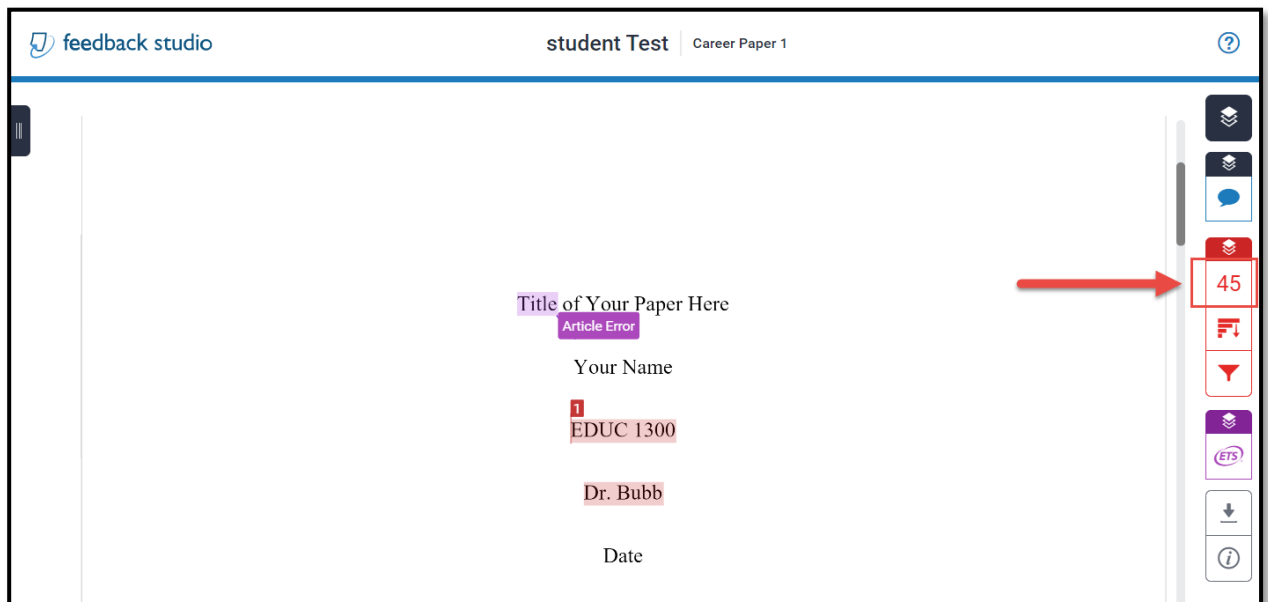 feedback studio
student Test
Career Paper 1
?
45
Title of Your Paper Here
Article Error
Your Name
1
EDUC 1300
ETS
Dr. Bubb
Date
i